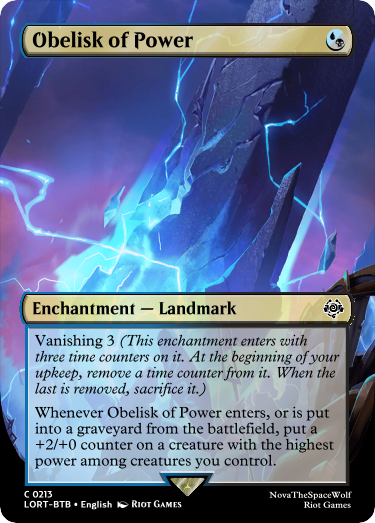 Obelisk of Power
Enchantment — Landmark
Vanishing 3 (This enchantment enters with
three time counters on it. At the beginning of your
upkeep, remove a time counter from it. When the
last is removed, sacrifice it.)
Whenever Obelisk of Power enters, or is put
into a graveyard from the battlefield, put a
+2/+0 counter on a creature with the highest
power among creatures you control.
C 0213
LORT-BTB • English RIOT GAMES
NovaTheSpaceWolf
Riot Games